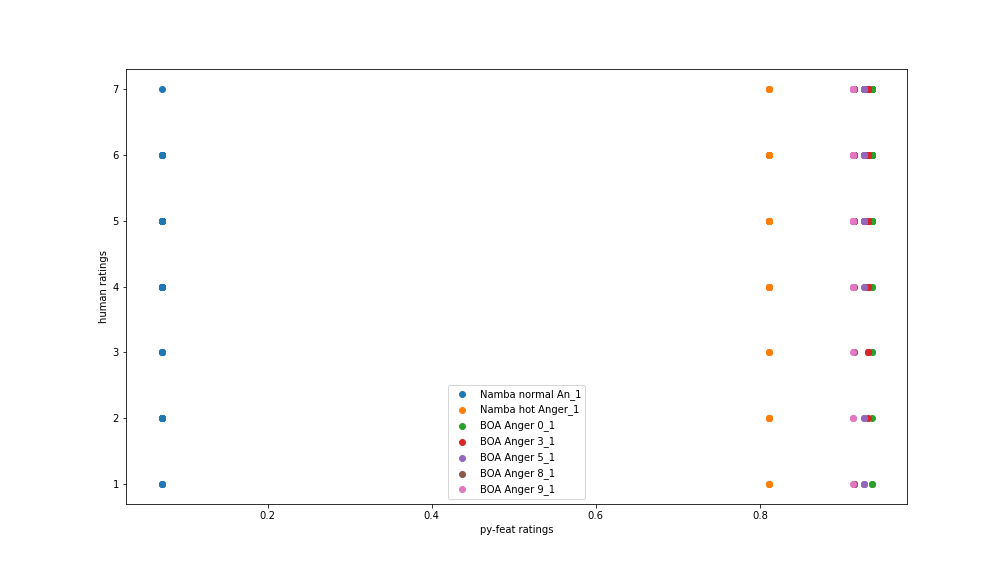 7
6
5
4
3
2
1
human ratings
Namba normal An_1
Namba hot Anger_1
BOA Anger 0_1
BOA Anger 3_1
BOA Anger 5_1
BOA Anger 8_1
BOA Anger 9_1
0.2 0.4 0.6 0.8
py-feat ratings